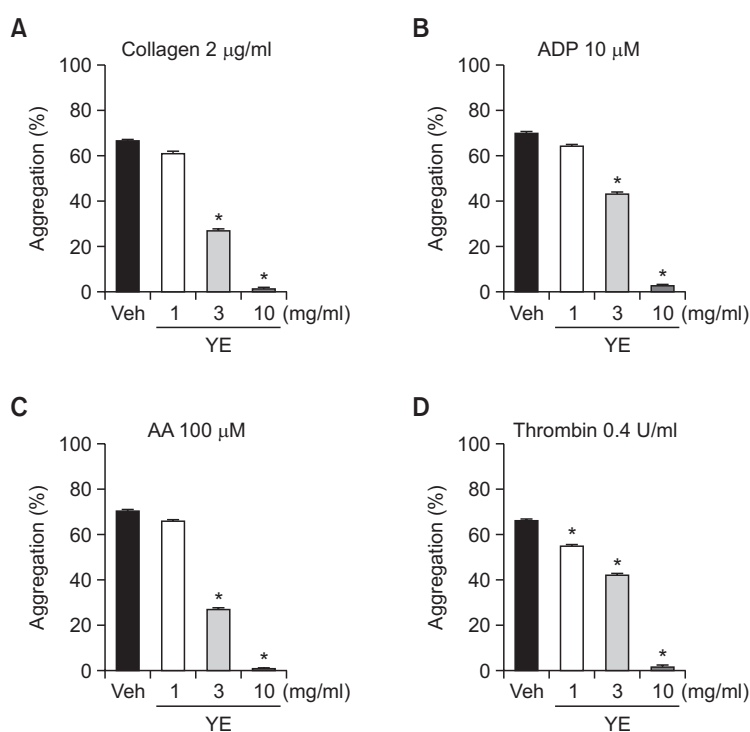 A
Collagen 2 μg/ml
Aggregation (%)
100
80
60
40
20
0
*
*
Veh 1 3 10 (mg/ml)
YE
B
ADP 10 μM
Aggregation (%)
100
80
60
40
20
0
*
*
Veh 1 3 10 (mg/ml)
YE
C
AA 100 μM
Aggregation (%)
100
80
60
40
20
0
*
*
Veh 1 3 10 (mg/ml)
YE
D
Thrombin 0.4 U/ml
Aggregation (%)
100
80
60
40
20
0
*
*
*
Veh 1 3 10 (mg/ml)
YE